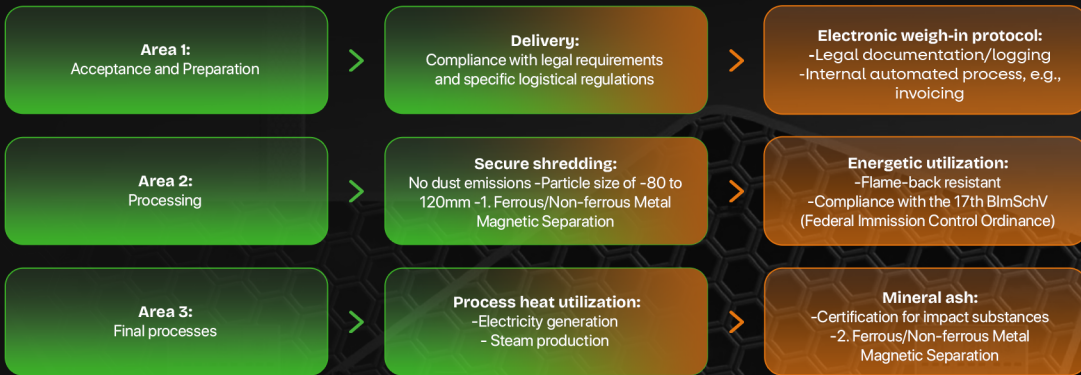 Area 1:
Acceptance and Preparation
Delivery:
Compliance with legal requirements
and specific logistical regulations
Electronic weigh-in protocol:
-Legal documentation/logging
-Internal automated process, e.g.,
invoicing
Area 2:
Processing
Secure shredding:
No dust emissions -Particle size of -80 to
120mm -1. Ferrous/Non-ferrous Metal
Magnetic Separation
Energetic utilization:
-Flame-back resistant
-Compliance with the 17th BImSchV
(Federal Immission Control Ordinance)
Area 3:
Final processes
Process heat utilization:
-Electricity generation
- Steam production
Mineral ash:
-Certification for impact substances
-2. Ferrous/Non-ferrous Metal
Magnetic Separation